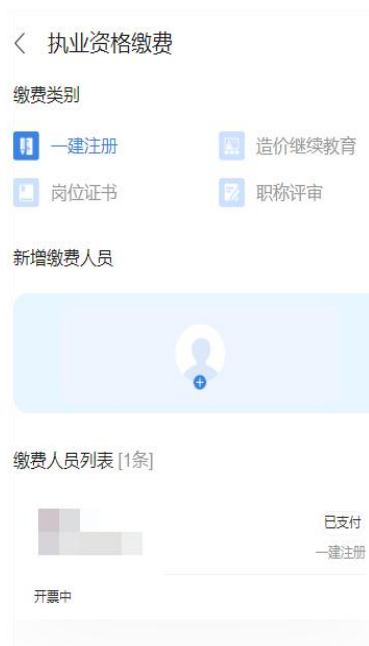 执业资格缴费
缴费类别
一建注册 造价继续教育
岗位证书 职称评审
新增缴费人员
缴费人员列表 [1条]
已支付
一建注册
开票中